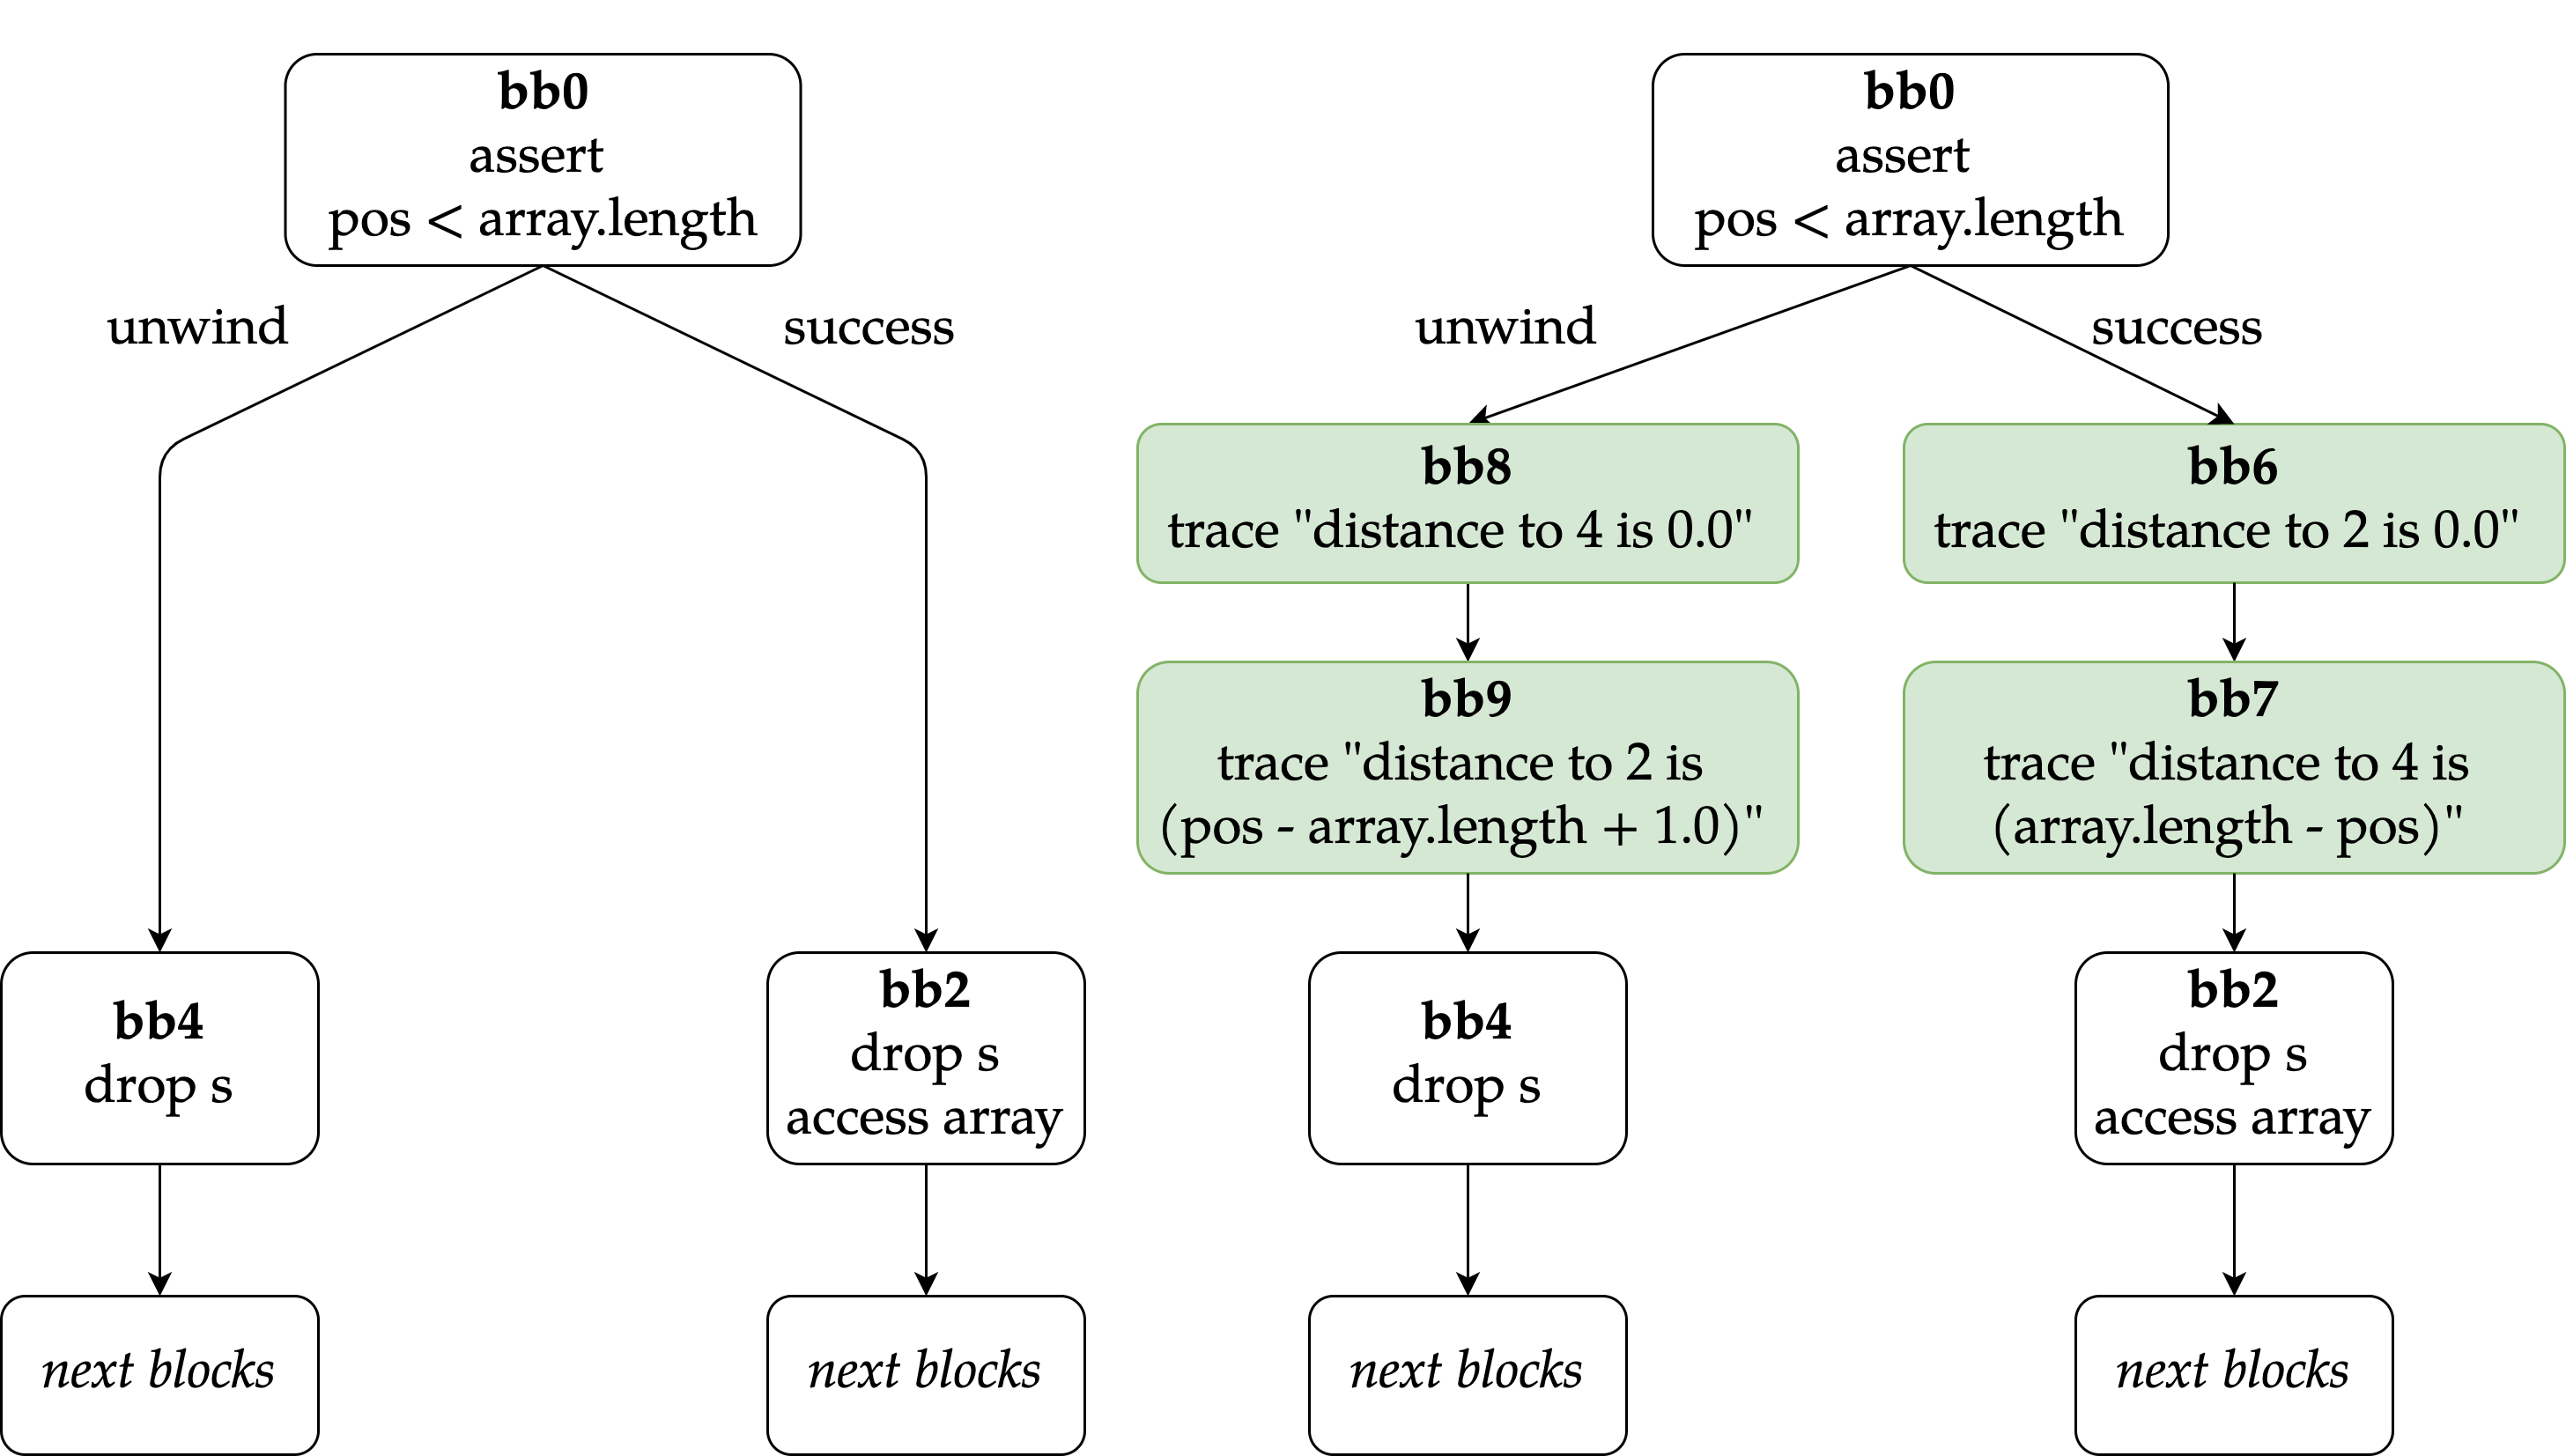 bb0
assert
pos < array.length
unwind
success
bb4
drop s
bb2
drop s
access array
next blocks
next blocks
bb0
assert
pos < array.length
unwind
success
bb8
trace "distance to 4 is 0.0"
bb6
trace "distance to 2 is 0.0"
bb9
trace "distance to 2 is
(pos - array.length + 1.0)"
bb7
trace "distance to 4 is
(array.length - pos)"
bb4
drop s
bb2
drop s
access array
next blocks
next blocks